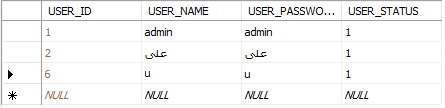 USER_ID USER_NAME USER_PASSWO... USER_STATUS
1 admin admin 1
2 علی علی 1
6 u u 1
NULL NULL NULL NULL